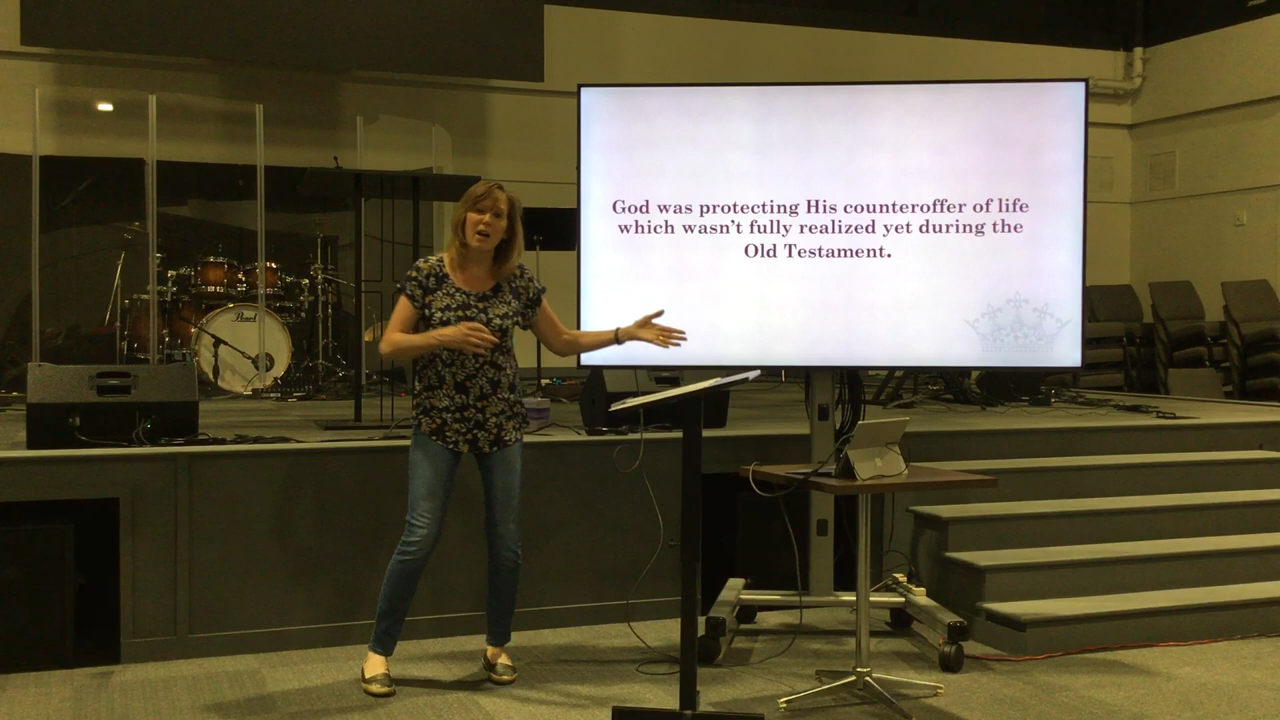 God was protecting His counteroffer of life
which wasn't fully realized yet during the
Old Testament.
Pearl